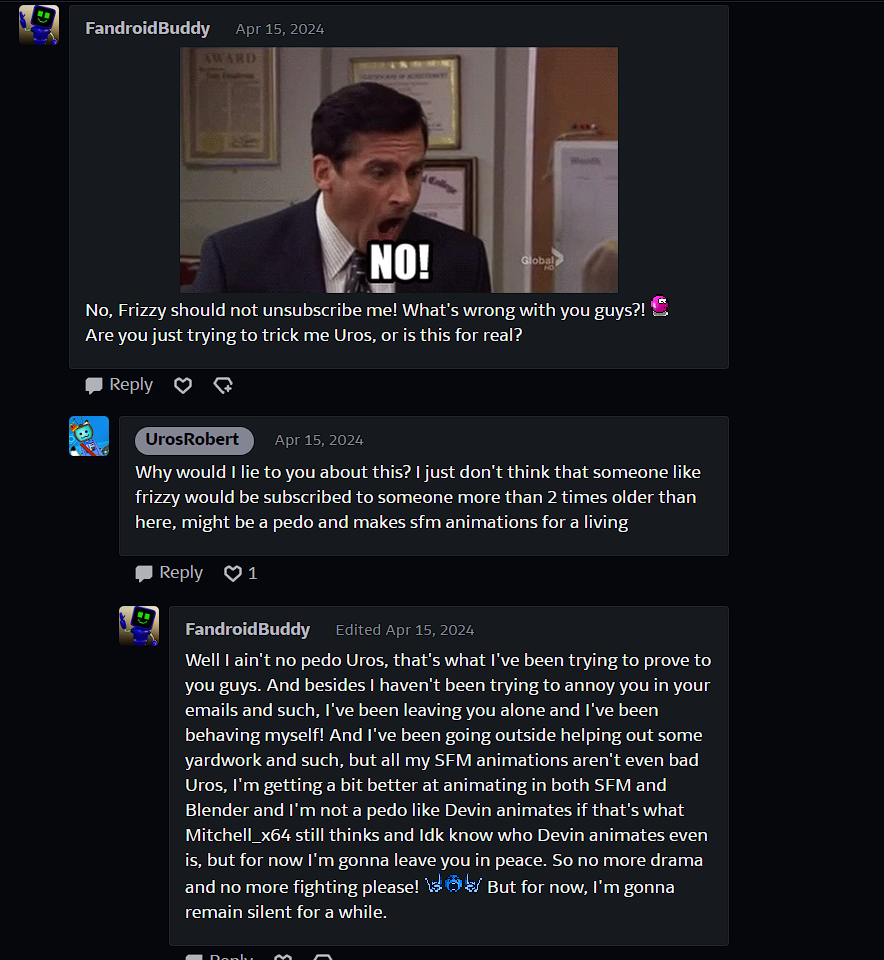 FandroidBuddy Apr 15, 2024
AWARD
CERTIFICATE of ACHIEVEMENT
College
Month
NO!
Global
HD
No, Frizzy should not unsubscribe me! What's wrong with you guys?!
Are you just trying to trick me Uros, or is this for real?
Reply
UrosRobert Apr 15, 2024
Why would I lie to you about this? I just don't think that someone like
frizzy would be subscribed to someone more than 2 times older than
here, might be a pedo and makes sfm animations for a living
Reply 1
FandroidBuddy Edited Apr 15, 2024
Well I ain't no pedo Uros, that's what I've been trying to prove to
you guys. And besides I haven't been trying to annoy you in your
emails and such, I've been leaving you alone and I've been
behaving myself! And I've been going outside helping out some
yardwork and such, but all my SFM animations aren't even bad
Uros, I'm getting a bit better at animating in both SFM and
Blender and I'm not a pedo like Devin animates if that's what
Mitchell_x64 still thinks and Idk know who Devin animates even
is, but for now I'm gonna leave you in peace. So no more drama
and no more fighting please! But for now, I'm gonna
remain silent for a while.
Reply